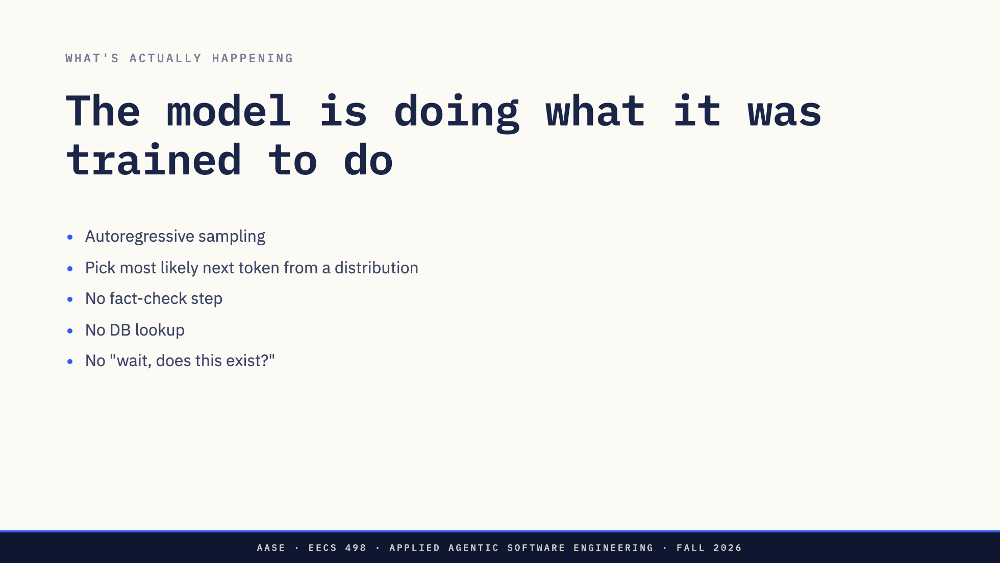 WHAT'S ACTUALLY HAPPENING
The model is doing what it was
trained to do
• Autoregressive sampling
• Pick most likely next token from a distribution
• No fact-check step
• No DB lookup
• No "wait, does this exist?"
AASE · EECS 498 · APPLIED AGENTIC SOFTWARE ENGINEERING · FALL 2026